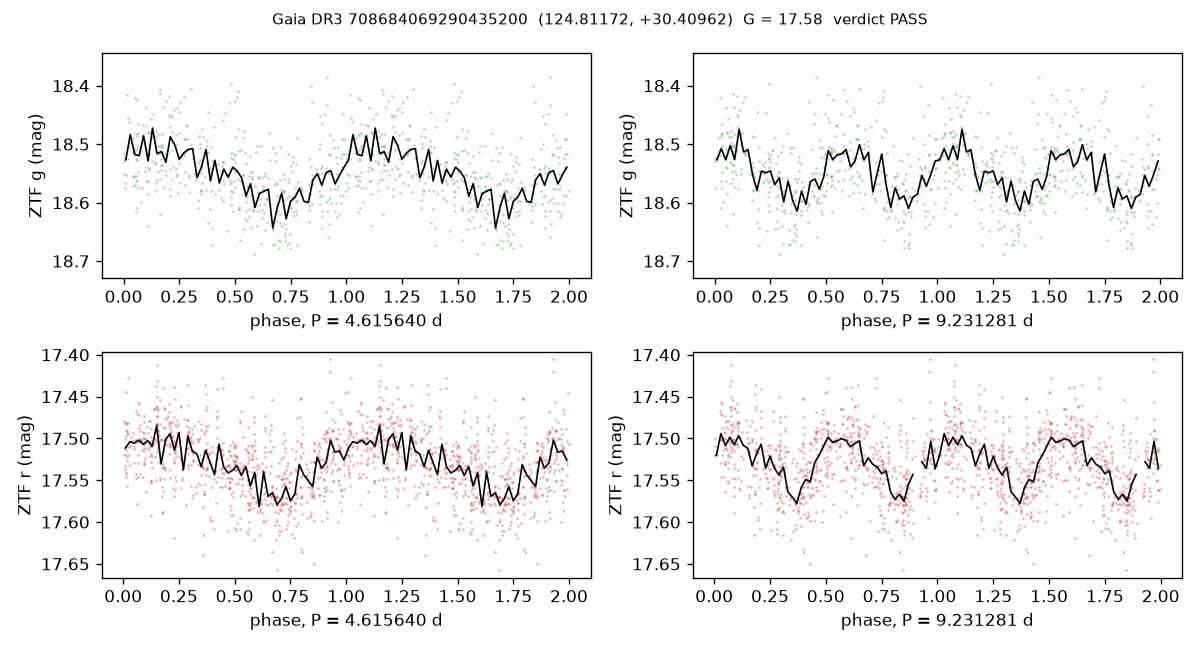 Gaia DR3 708684069290435200 (124.81172, +30.40962) G = 17.58 verdict PASS
ZTF g (mag)
18.4
18.5
18.6
18.7
0.00 0.25 0.50 0.75 1.00 1.25 1.50 1.75 2.00
phase, P = 4.615640 d
ZTF g (mag)
18.4
18.5
18.6
18.7
0.00 0.25 0.50 0.75 1.00 1.25 1.50 1.75 2.00
phase, P = 9.231281 d
ZTF r (mag)
17.40
17.45
17.50
17.55
17.60
17.65
0.00 0.25 0.50 0.75 1.00 1.25 1.50 1.75 2.00
phase, P = 4.615640 d
ZTF r (mag)
17.40
17.45
17.50
17.55
17.60
17.65
0.00 0.25 0.50 0.75 1.00 1.25 1.50 1.75 2.00
phase, P = 9.231281 d